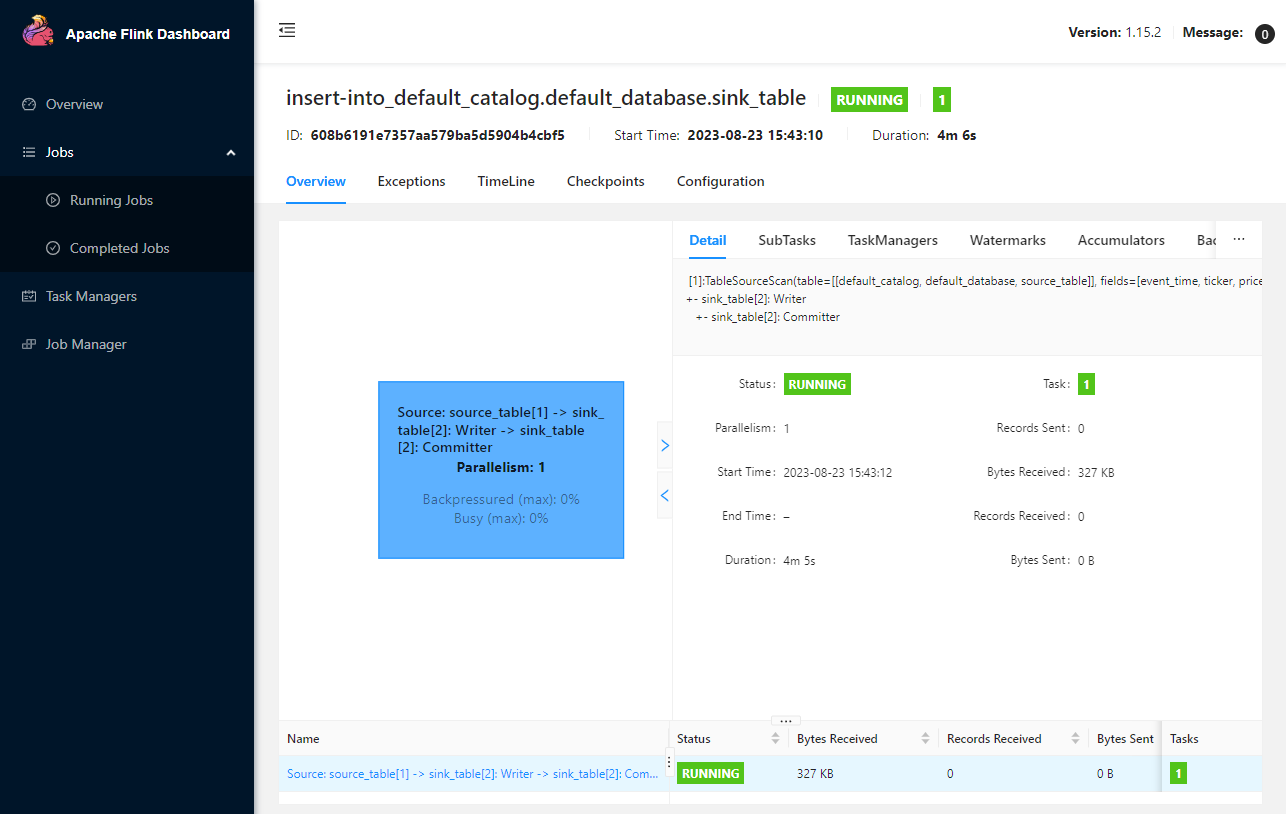 Apache Flink Dashboard
Version: 1.15.2 Message: 0
Overview
Jobs
Running Jobs
Completed Jobs
Task Managers
Job Manager
insert-into_default_catalog.default_database.sink_table RUNNING 1
ID: 608b6191e7357aa579ba5d5904b4cbf5 Start Time: 2023-08-23 15:43:10 Duration: 4m 6s
Overview Exceptions TimeLine Checkpoints Configuration
Source: source_table[1] -> sink_
table[2]: Writer -> sink_table
[2]: Committer
Parallelism: 1
Backpressured (max): 0%
Busy (max): 0%
Detail SubTasks TaskManagers Watermarks Accumulators Bac ...
[1]:TableSourceScan(table=[[default_catalog, default_database, source_table]], fields=[event_time, ticker, price
+- sink_table[2]: Writer
+- sink_table[2]: Committer
Status: RUNNING Task: 1
Parallelism: 1 Records Sent: 0
Start Time: 2023-08-23 15:43:12 Bytes Received: 327 KB
End Time: – Records Received: 0
Duration: 4m 5s Bytes Sent: 0 B
Name Status Bytes Received Records Received Bytes Sent Tasks
Source: source_table[1] -> sink_table[2]: Writer -> sink_table[2]: Com... RUNNING 327 KB 0 0 B 1